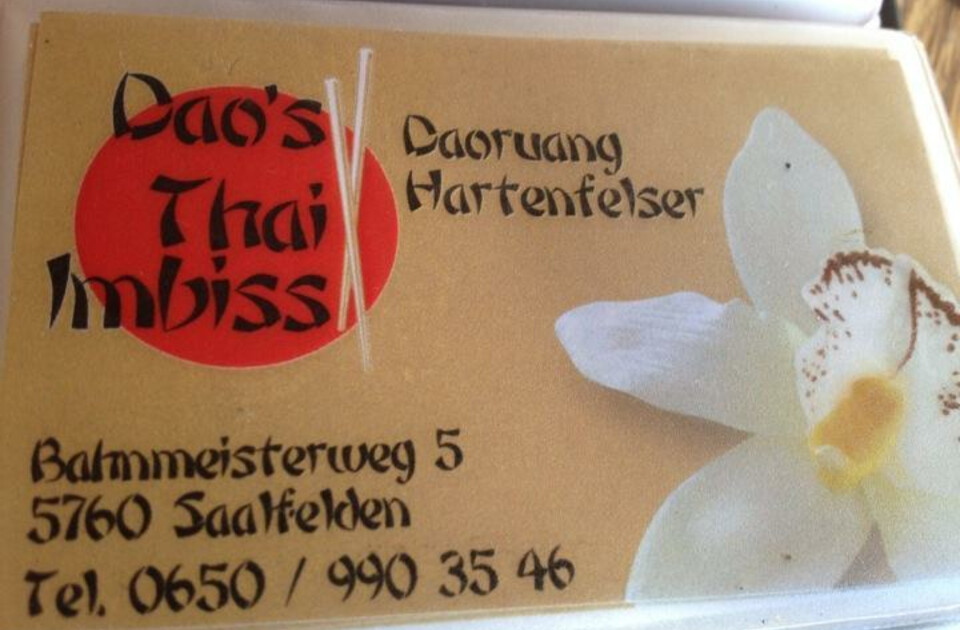 Dao's
Thai
Imbiss
Daoruang
Hartenfelser
Bahnmeisterweg 5
5760 Saalfelden
Tel. 0650 / 990 35 46